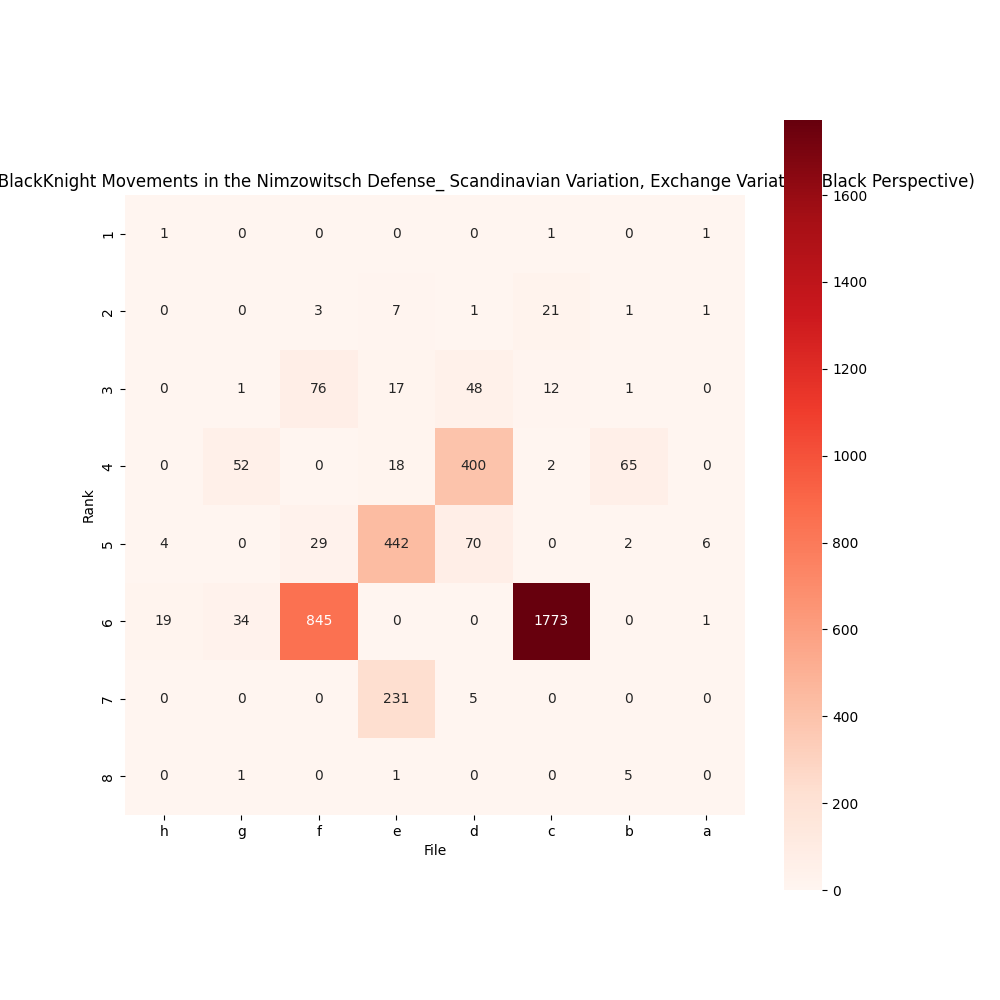 BlackKnight Movements in the Nimzowitsch Defense_ Scandinavian Variation, Exchange Black Perspective)
1 1 0 0 0 0 1 0 1
2 0 0 3 7 1 21 1 1
3 0 1 76 17 48 12 1 0
4 0 52 0 18 400 2 65 0
5 4 0 29 442 70 0 2 6
6 19 34 845 0 0 1773 0 1
7 0 0 0 231 5 0 0 0
8 0 1 0 1 0 0 5 0
Rank
h g f e d c b a
File
1600
1400
1200
1000
800
600
400
200
0